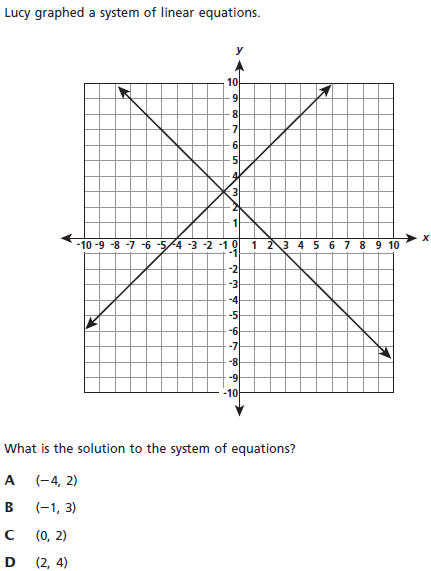 Lucy graphed a system of linear equations.
y
10
9
8
7
6
5
4
3
2
1
-10 -9 -8 -7 -6 -5 -4 -3 -2 -1 0 1 2 3 4 5 6 7 8 9 10 x
-1
-2
-3
-4
-5
-6
-7
-8
-9
-10
What is the solution to the system of equations?
A (−4, 2)
B (−1, 3)
C (0, 2)
D (2, 4)